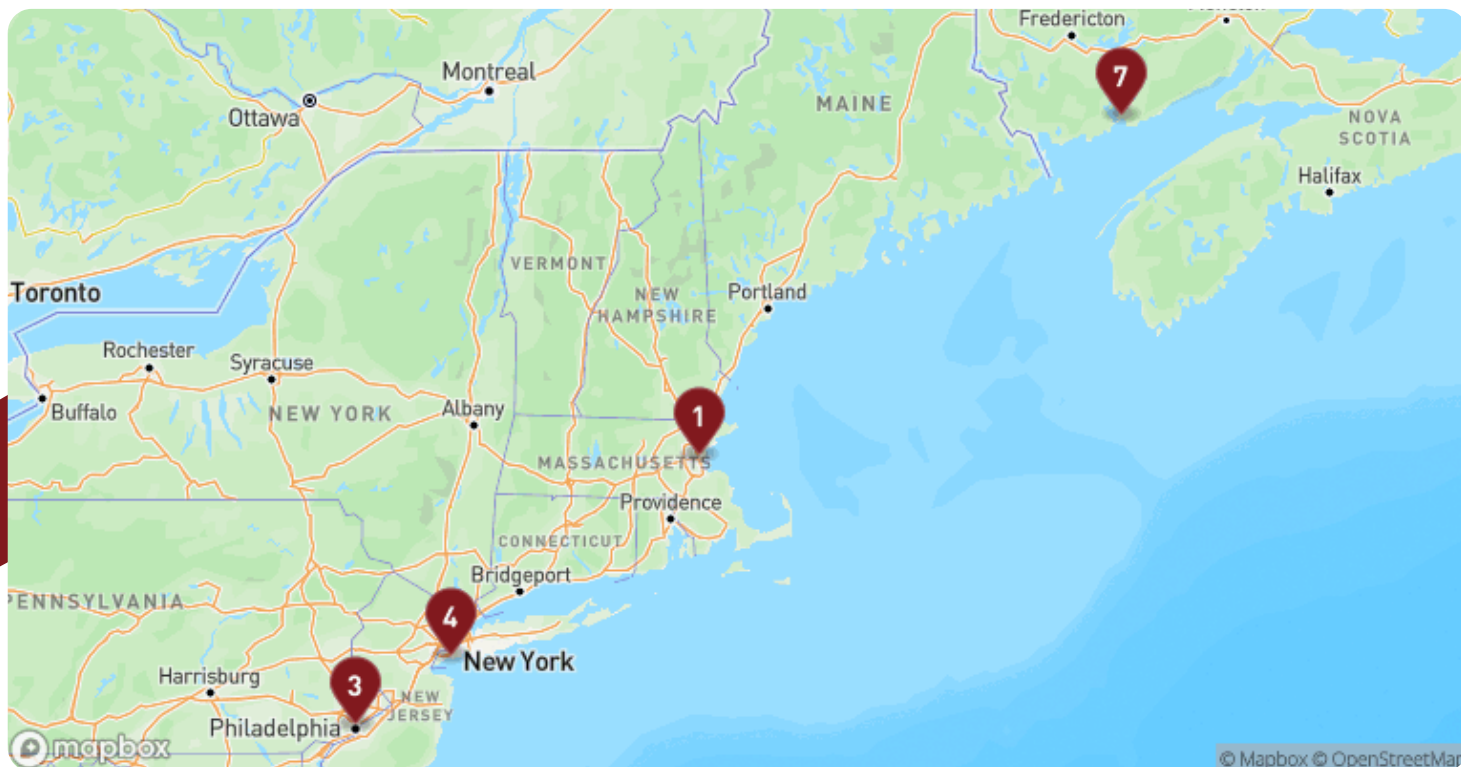 Fredericton
Montreal
7
MAINE
Ottawa
NOVA
SCOTIA
Halifax
VERMONT
Toronto
NEW
HAMPSHIRE
Portland
Rochester
Syracuse
Buffalo
NEW YORK
Albany
1
MASSACHUSETTS
Providence
CONNECTICUT
Bridgeport
PENNSYLVANIA
4
New York
Harrisburg
3
NEW
JERSEY
Philadelphia
mapbox
© Mapbox © OpenStreetMap